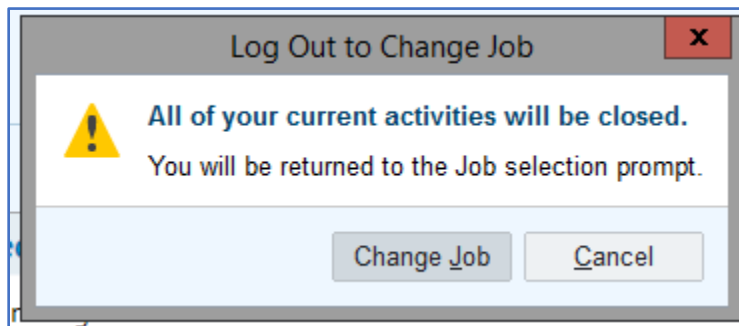 Log Out to Change Job
x
All of your current activities will be closed.
You will be returned to the Job selection prompt.
Change Job
Cancel